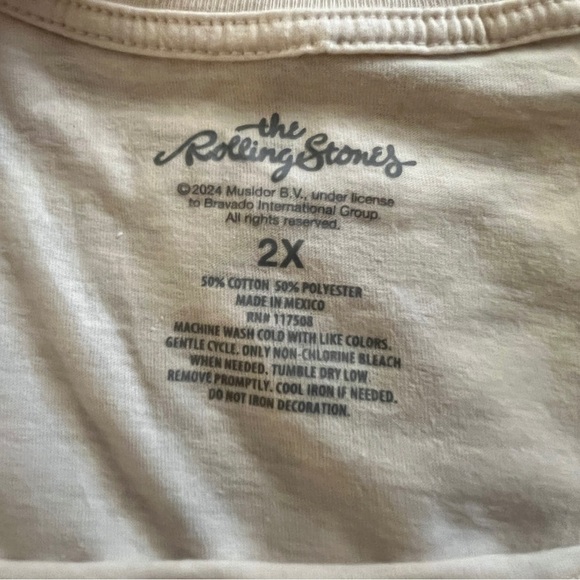 the
Rolling Stones
©2024 Musidor B.V., under license
to Bravado International Group.
All rights reserved.
2X
50% COTTON 50% POLYESTER
MADE IN MEXICO
RN# 117508
MACHINE WASH COLD WITH LIKE COLORS.
GENTLE CYCLE. ONLY NON-CHLORINE BLEACH
WHEN NEEDED. TUMBLE DRY LOW.
REMOVE PROMPTLY. COOL IRON IF NEEDED.
DO NOT IRON DECORATION.